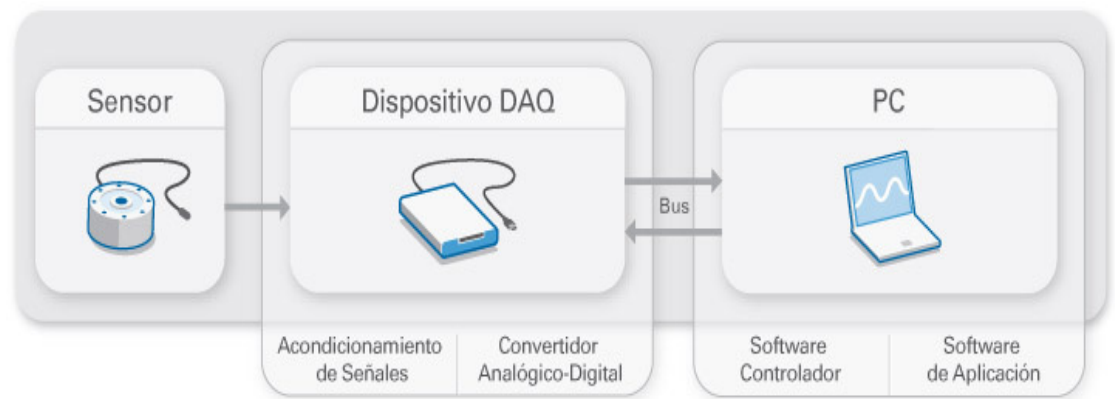 Sensor
Dispositivo DAQ
PC
Bus
Acondicionamiento
de Señales
Convertidor
Analógico-Digital
Software
Controlador
Software
de Aplicación